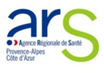 ars
Agence Régionale de Santé
Provence-Alpes
Côte d'Azur